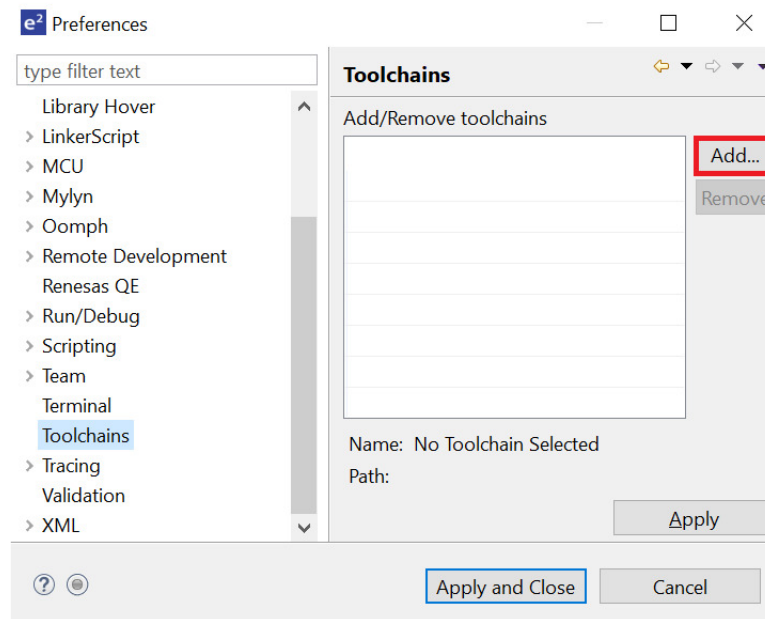 e² Preferences
type filter text
Library Hover
LinkerScript
MCU
Mylyn
Oomph
Remote Development
Renesas QE
Run/Debug
Scripting
Team
Terminal
Toolchains
Tracing
Validation
XML
Toolchains
Add/Remove toolchains
Add...
Remove
Name: No Toolchain Selected
Path:
Apply
Apply and Close
Cancel